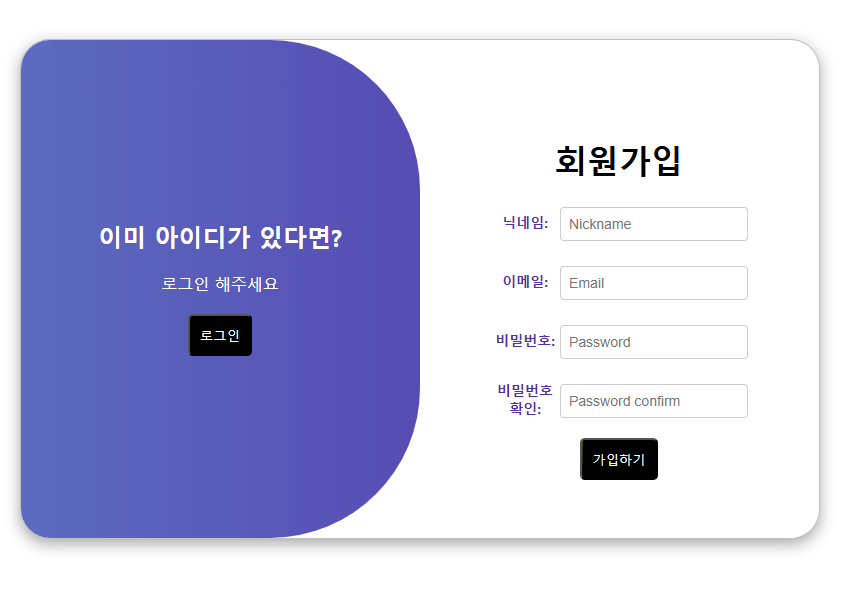 이미 아이디가 있다면?
로그인 해주세요
로그인
회원가입
닉네임: Nickname
이메일: Email
비밀번호: Password
비밀번호
확인: Password confirm
가입하기